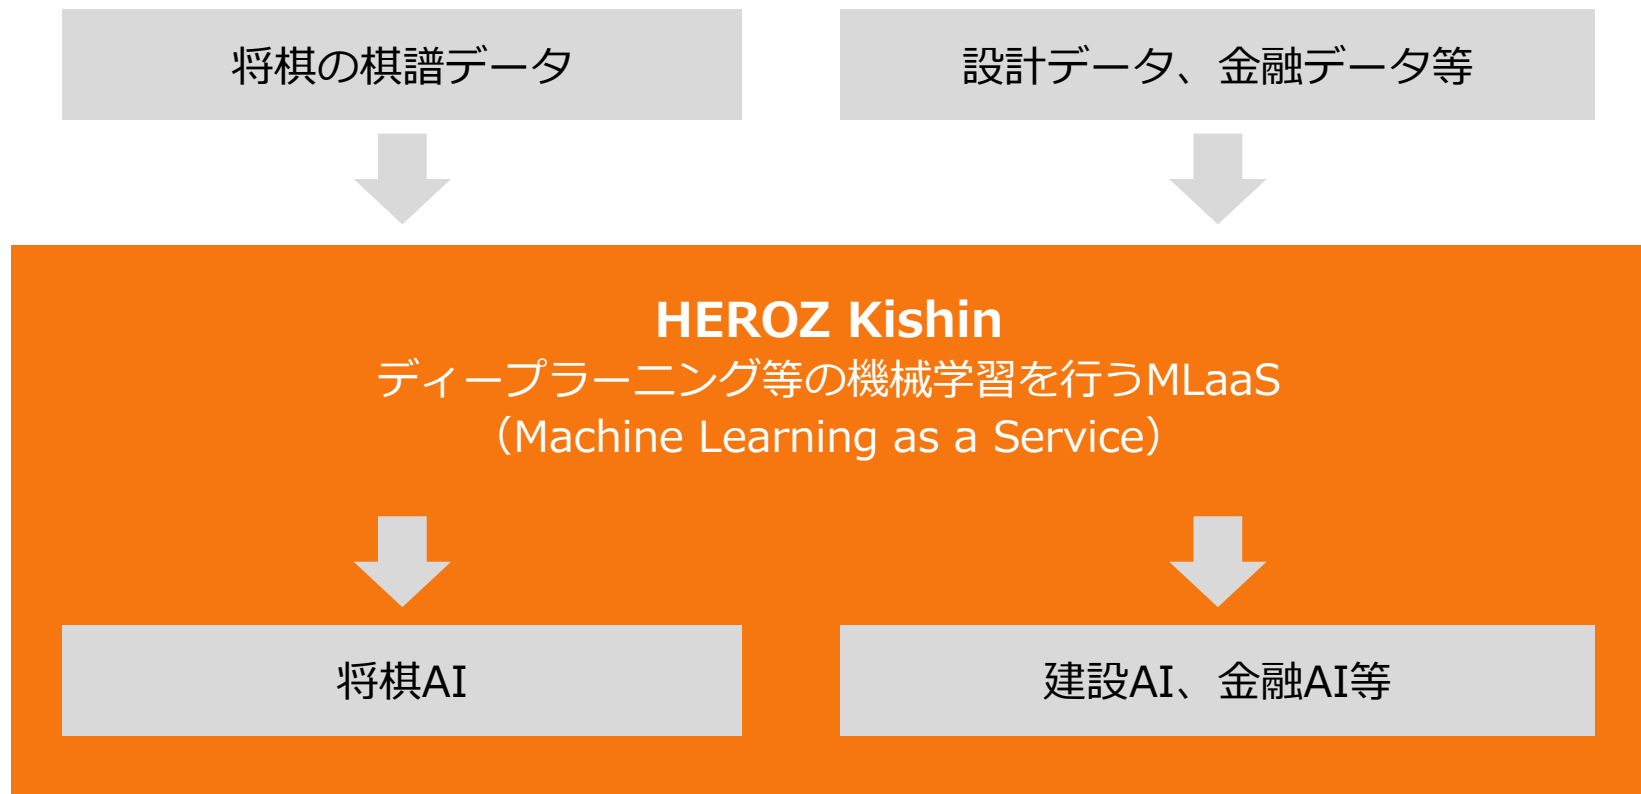 将棋の棋譜データ
設計データ、金融データ等
HEROZ Kishin
ディープラーニング等の機械学習を行うMLaaS
（Machine Learning as a Service）
将棋AI
建設AI、金融AI等